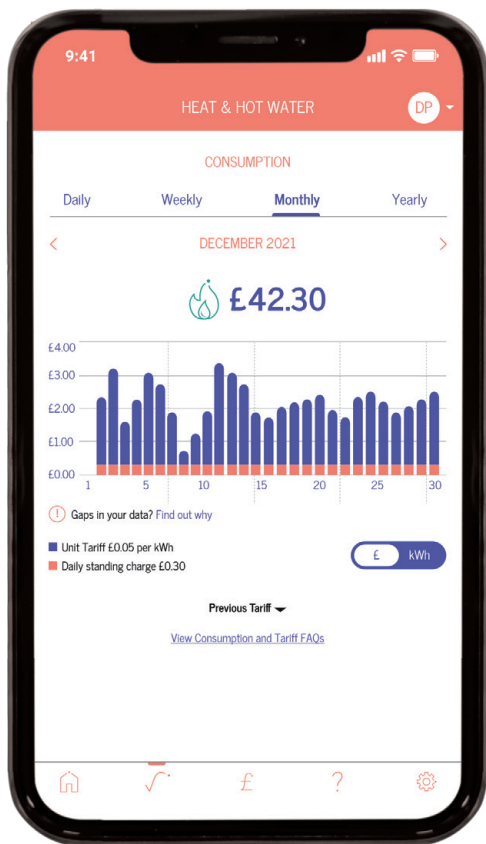 9:41
HEAT & HOT WATER
DP
CONSUMPTION
Daily Weekly Monthly Yearly
DECEMBER 2021
£42.30
£4.00
£3.00
£2.00
£1.00
£0.00
1 5 10 15 20 25 30
Gaps in your data? Find out why
Unit Tariff £0.05 per kWh
Daily standing charge £0.30
£ kWh
Previous Tariff
View Consumption and Tariff FAQs